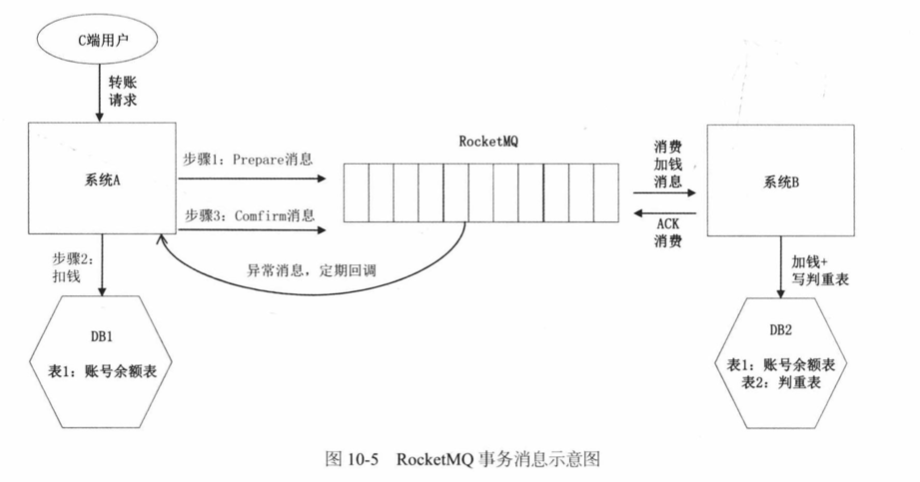 C端用户
转账
请求
系统A
步骤1: Prepare消息
步骤3: Comfirm消息
RocketMQ
消费
加钱
消息
ACK
消费
系统B
步骤2:
扣钱
异常消息, 定期回调
加钱+
写判重表
DB1
表1: 账号余额表
DB2
表1: 账号余额表
表2: 判重表
图 10-5 RocketMQ 事务消息示意图